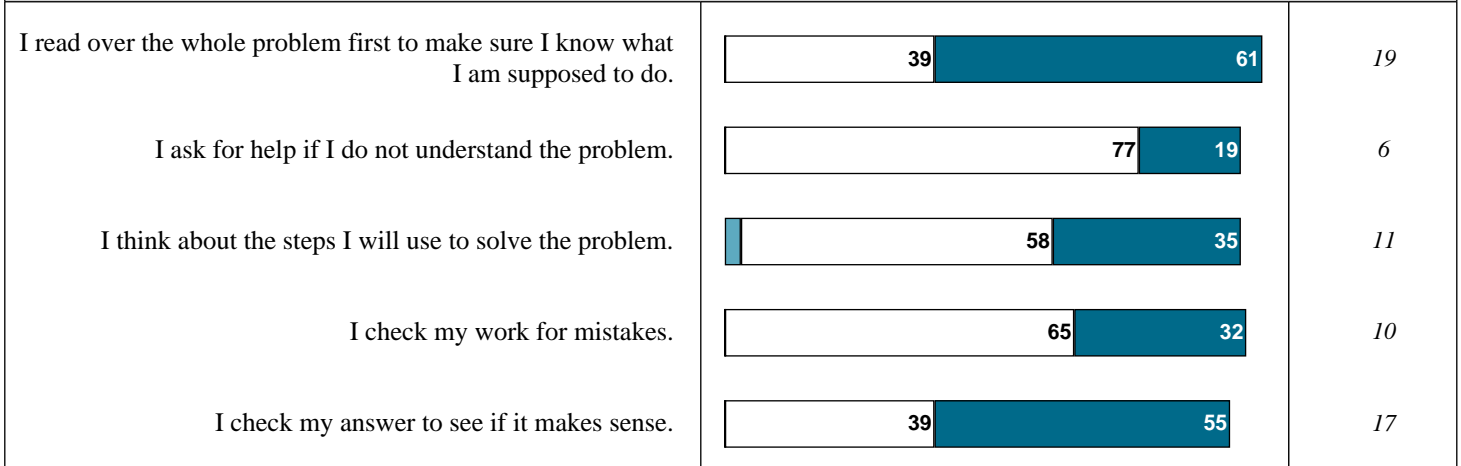 I read over the whole problem first to make sure I know what
I am supposed to do.
39 61 19
I ask for help if I do not understand the problem.
77 19 6
I think about the steps I will use to solve the problem.
58 35 11
I check my work for mistakes.
65 32 10
I check my answer to see if it makes sense.
39 55 17